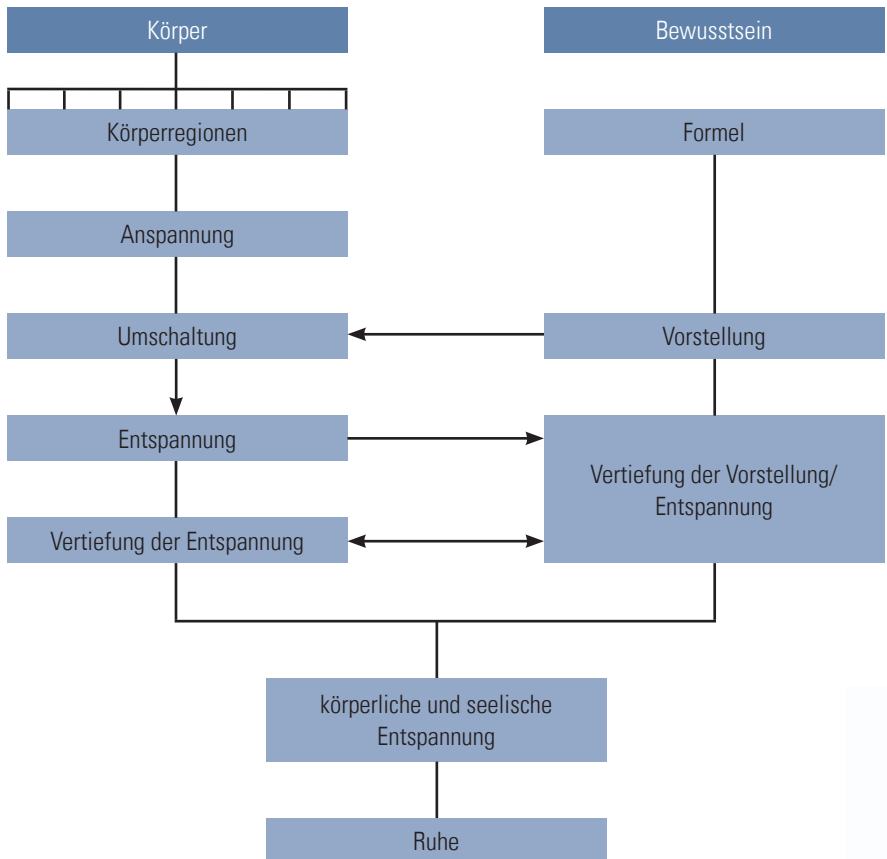 Körper
Bewusstsein
Körperregionen
Formel
Anspannung
Umschaltung
Vorstellung
Entspannung
Vertiefung der Vorstellung/
Entspannung
Vertiefung der Entspannung
körperliche und seelische
Entspannung
Ruhe